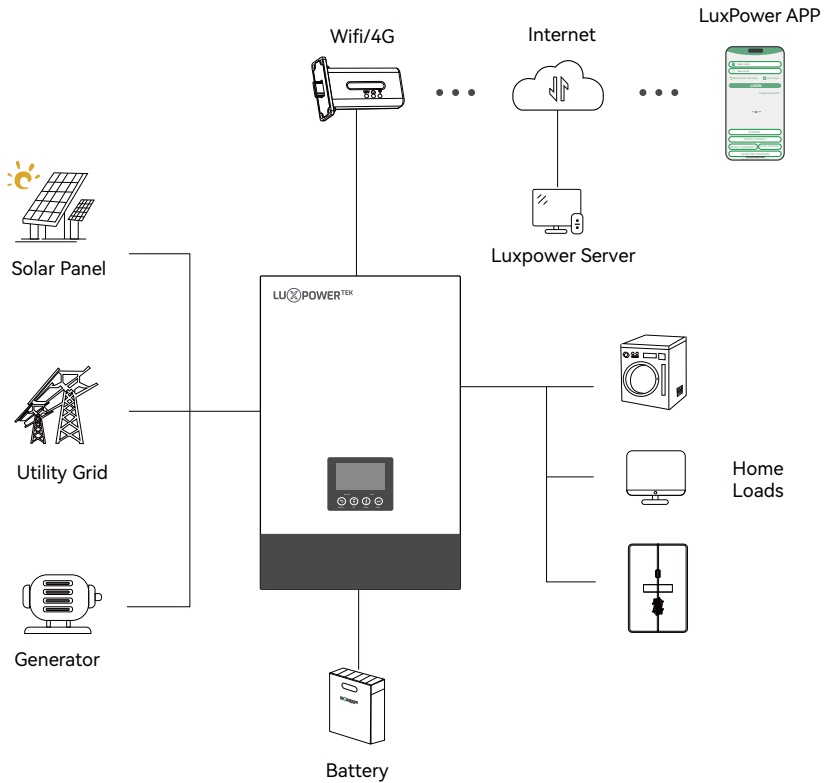 LuxPower APP
Wifi/4G
Internet
Solar Panel
Luxpower Server
LUXPOWERTEK
Utility Grid
Home
Loads
Generator
Battery